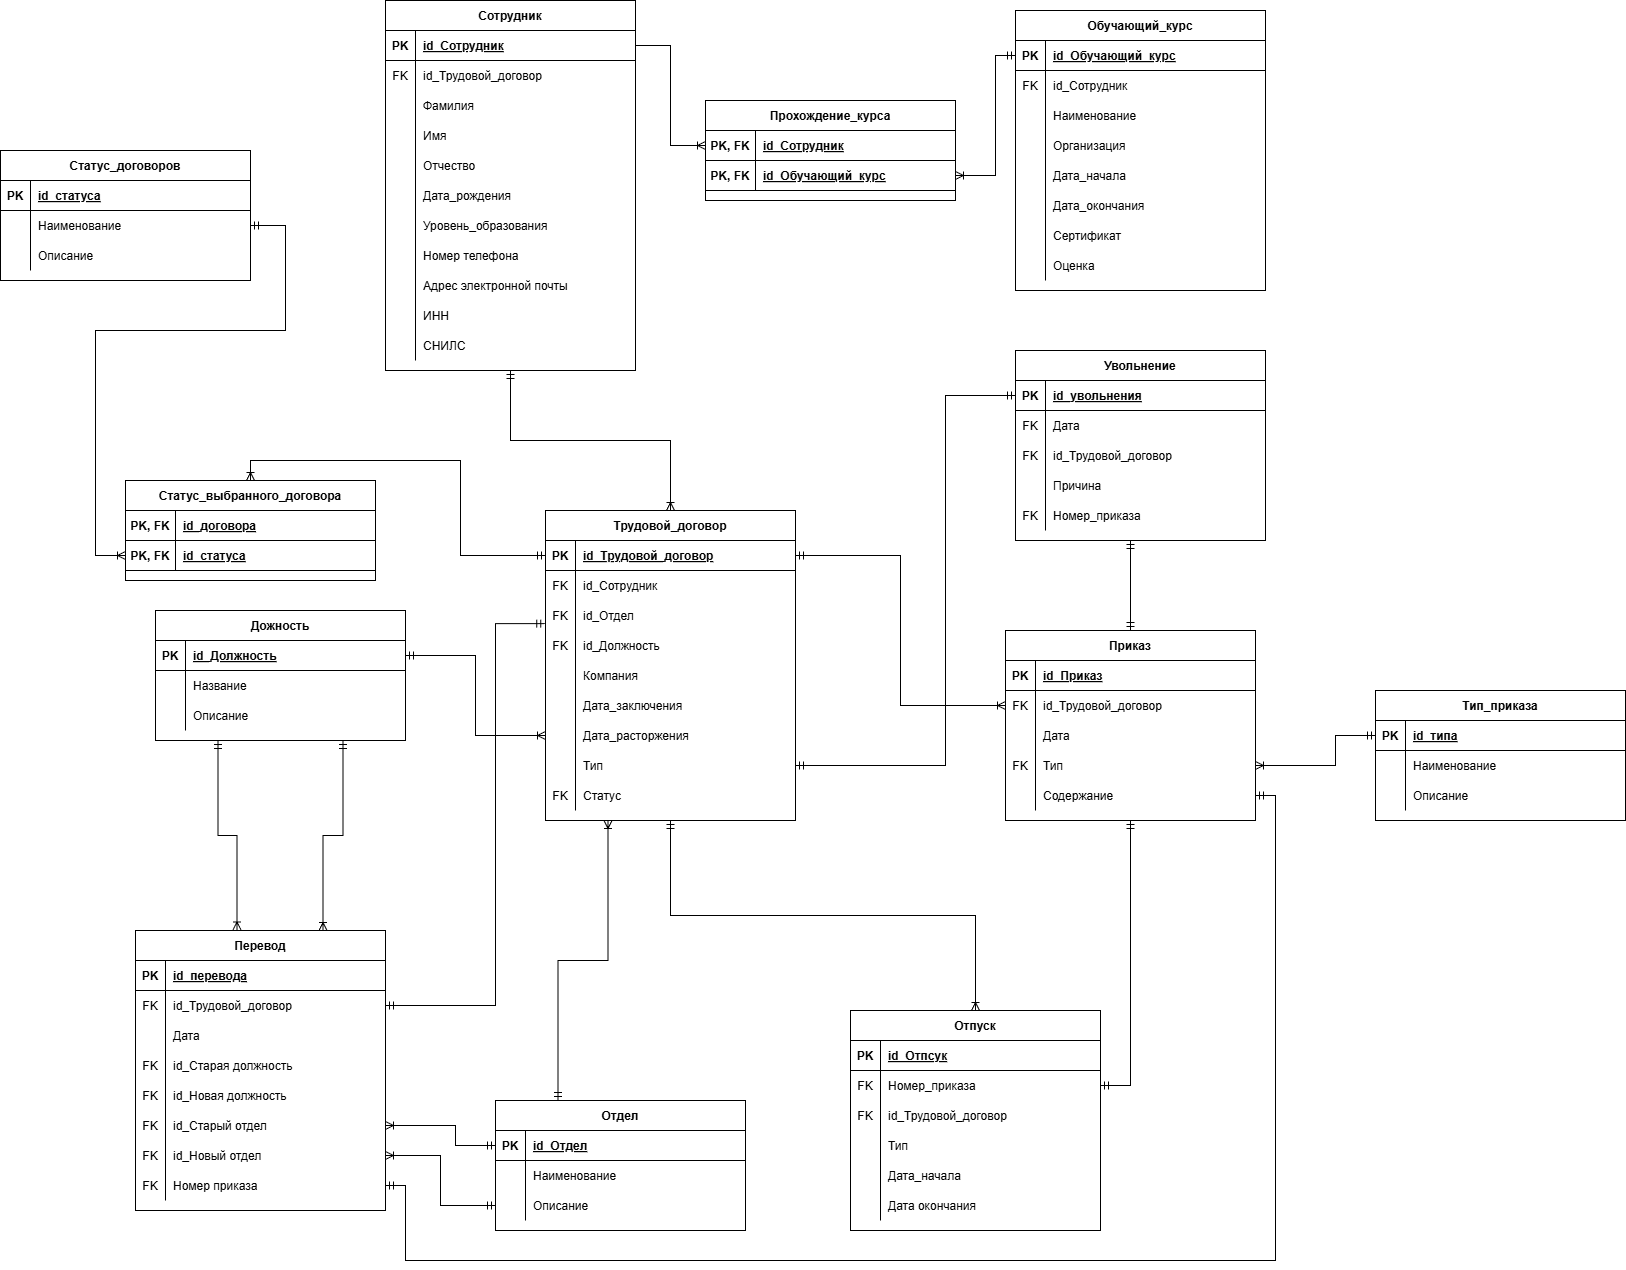 Сотрудник
PK id_Сотрудник
FK id_Трудовой_договор
Фамилия
Имя
Отчество
Дата_рождения
Уровень_образования
Номер телефона
Адрес электронной почты
ИНН
СНИЛС
Обучающий_курс
PK id_Обучающий_курс
FK id_Сотрудник
Наименование
Организация
Дата_начала
Дата_окончания
Сертификат
Оценка
Прохождение_курса
PK, FK id_Сотрудник
PK, FK id_Обучающий_курс
Статус_договоров
PK id_статуса
Наименование
Описание
Увольнение
PK id_увольнения
FK Дата
FK id_Трудовой_договор
Причина
FK Номер_приказа
Статус_выбранного_договора
PK, FK id_договора
PK, FK id_статуса
Трудовой_договор
PK id_Трудовой_договор
FK id_Сотрудник
FK id_Отдел
FK id_Должность
Компания
Дата_заключения
Дата_расторжения
Тип
FK Статус
Дожность
PK id_Должность
Название
Описание
Приказ
PK id_Приказ
FK id_Трудовой_договор
Дата
FK Тип
Содержание
Тип_приказа
PK id_типа
Наименование
Описание
Перевод
PK id_перевода
FK id_Трудовой_договор
Дата
FK id_Старая должность
FK id_Новая должность
FK id_Старый отдел
FK id_Новый отдел
FK Номер приказа
Отдел
PK id_Отдел
Наименование
Описание
Отпуск
PK id_Отпсук
FK Номер_приказа
FK id_Трудовой_договор
Тип
Дата_начала
Дата окончания